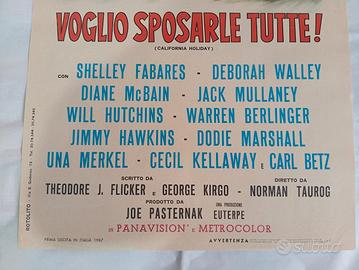 VOGLIO SPOSARLE TUTTE!
(CALIFORNIA HOLIDAY)
CON SHELLEY FABARES - DEBORAH WALLEY
DIANE McBAIN - JACK MULLANEY
WILL HUTCHINS - WARREN BERLINGER
JIMMY HAWKINS - DODIE MARSHALL
UNA MERKEL - CECIL KELLAWAY E CARL BETZ
SCRITTO DA
THEODORE J. FLICKER E GEORGE KIRGO
DIRETTO DA
NORMAN TAUROG
PRODOTTO DA
JOE PASTERNAK
UNA PRODUZIONE
EUTERPE
IN PANAVISION E METROCOLOR
PRIMA USCITA IN ITALIA 1967
AVVERTENZA
ROTOLITO
subito